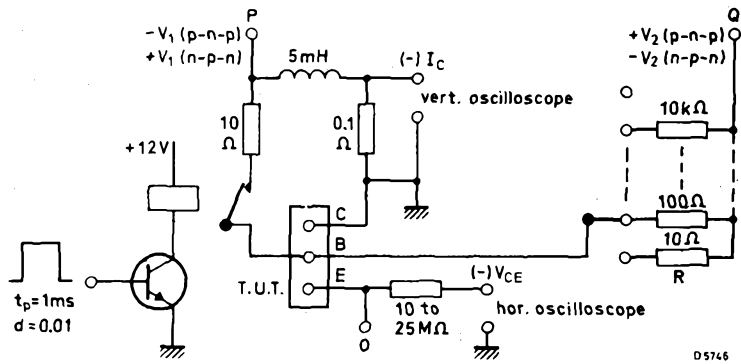 P
−V1 (p-n-p)
+V1 (n-p-n)
5mH
(-) IC
vert. oscilloscope
10
Ω
0.1
Ω
+12V
tp=1ms
d=0.01
C
B
E
T.U.T.
O
10 to
25MΩ
(-)VCE
hor. oscilloscope
Q
+V2 (p-n-p)
−V2 (n-p-n)
10kΩ
100Ω
10Ω
R
D5746